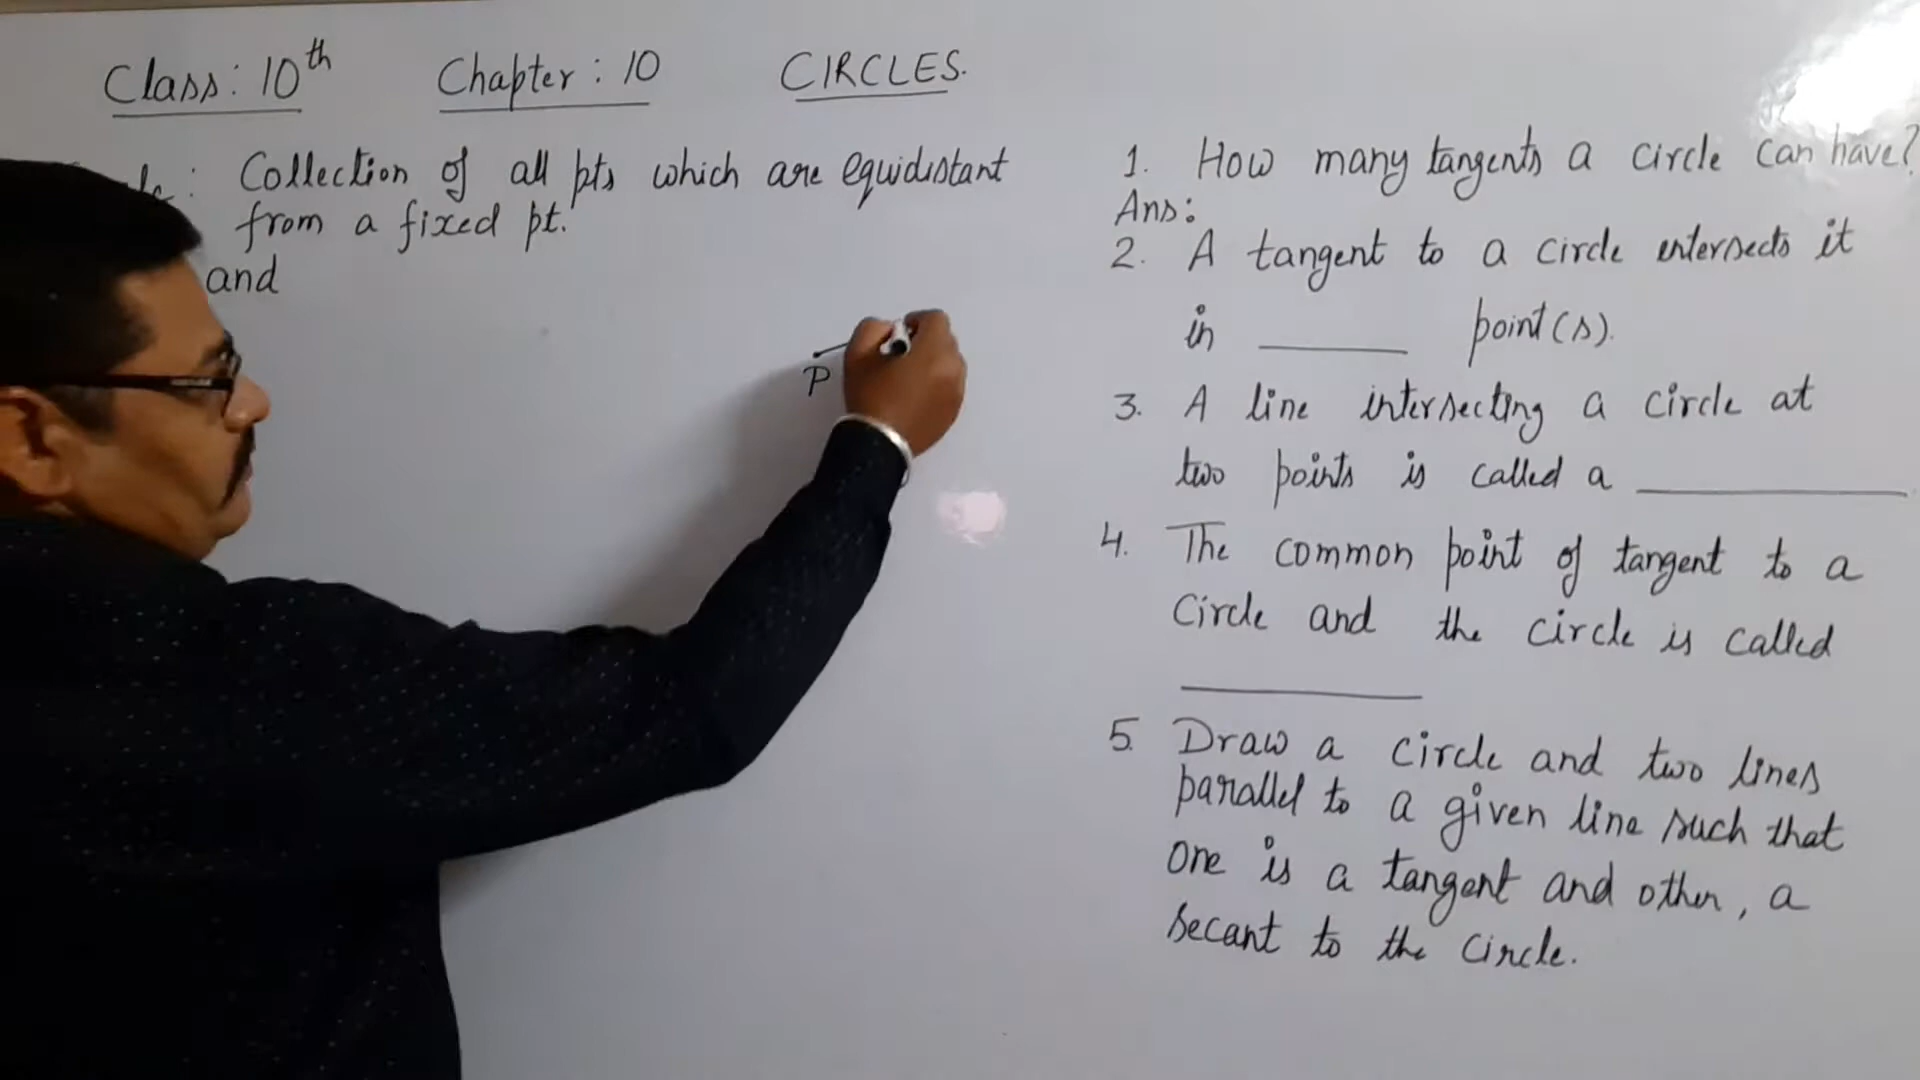 Class: 10th Chapter: 10 CIRCLES.
: Collection of all pts which are equidistant
from a fixed pt.
and
P
1. How many tangents a circle can have?
Ans:
2. A tangent to a circle intersects it
in ______ point(s).
3. A line intersecting a circle at
two points is called a ______
4. The common point of tangent to a
Circle and the circle is called
______
5. Draw a circle and two lines
parallel to a given line such that
one is a tangent and other, a
secant to the circle.